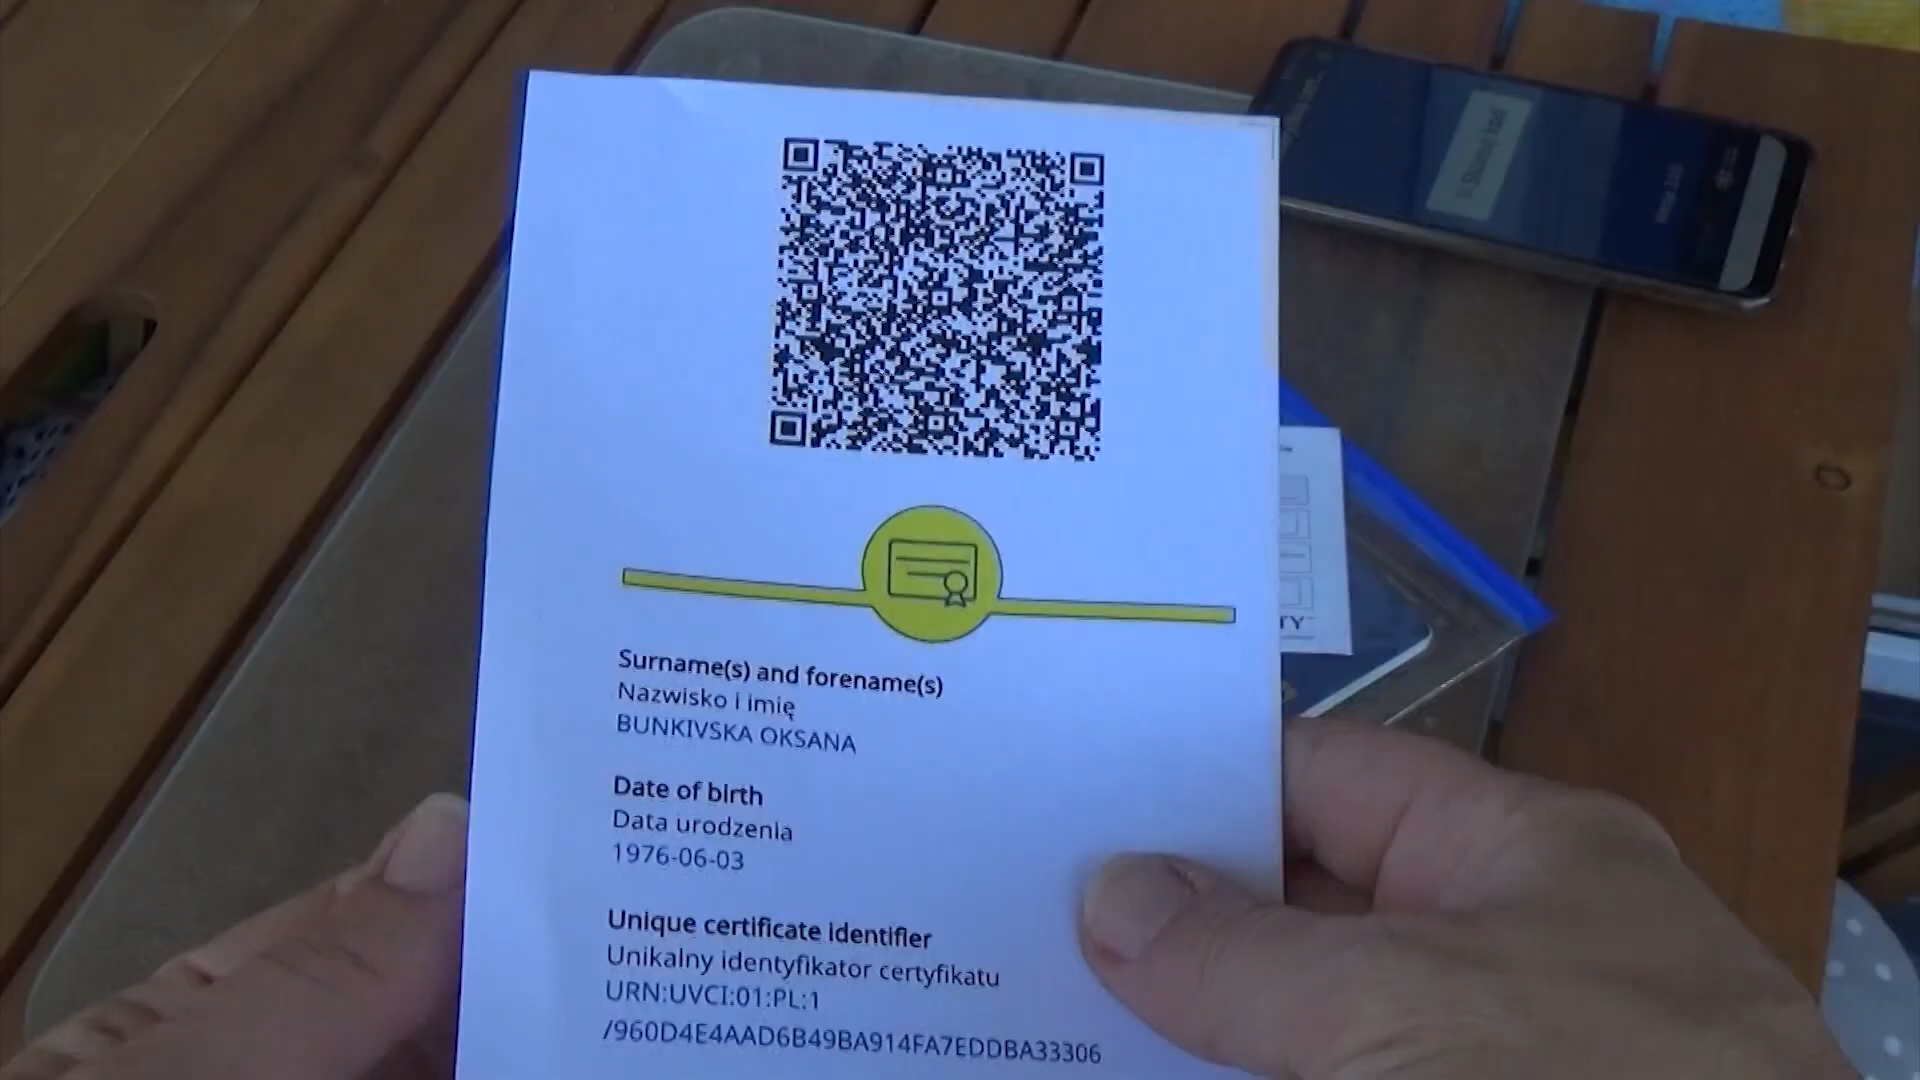 Surname(s) and forename(s)
Nazwisko i imię
BUNKIVSKA OKSANA
Date of birth
Data urodzenia
1976-06-03
Unique certificate identifier
Unikalny identyfikator certyfikatu
URN:UVCI:01:PL:1
/960D4E4AAD6B49BA914FA7EDDBA33306
TY